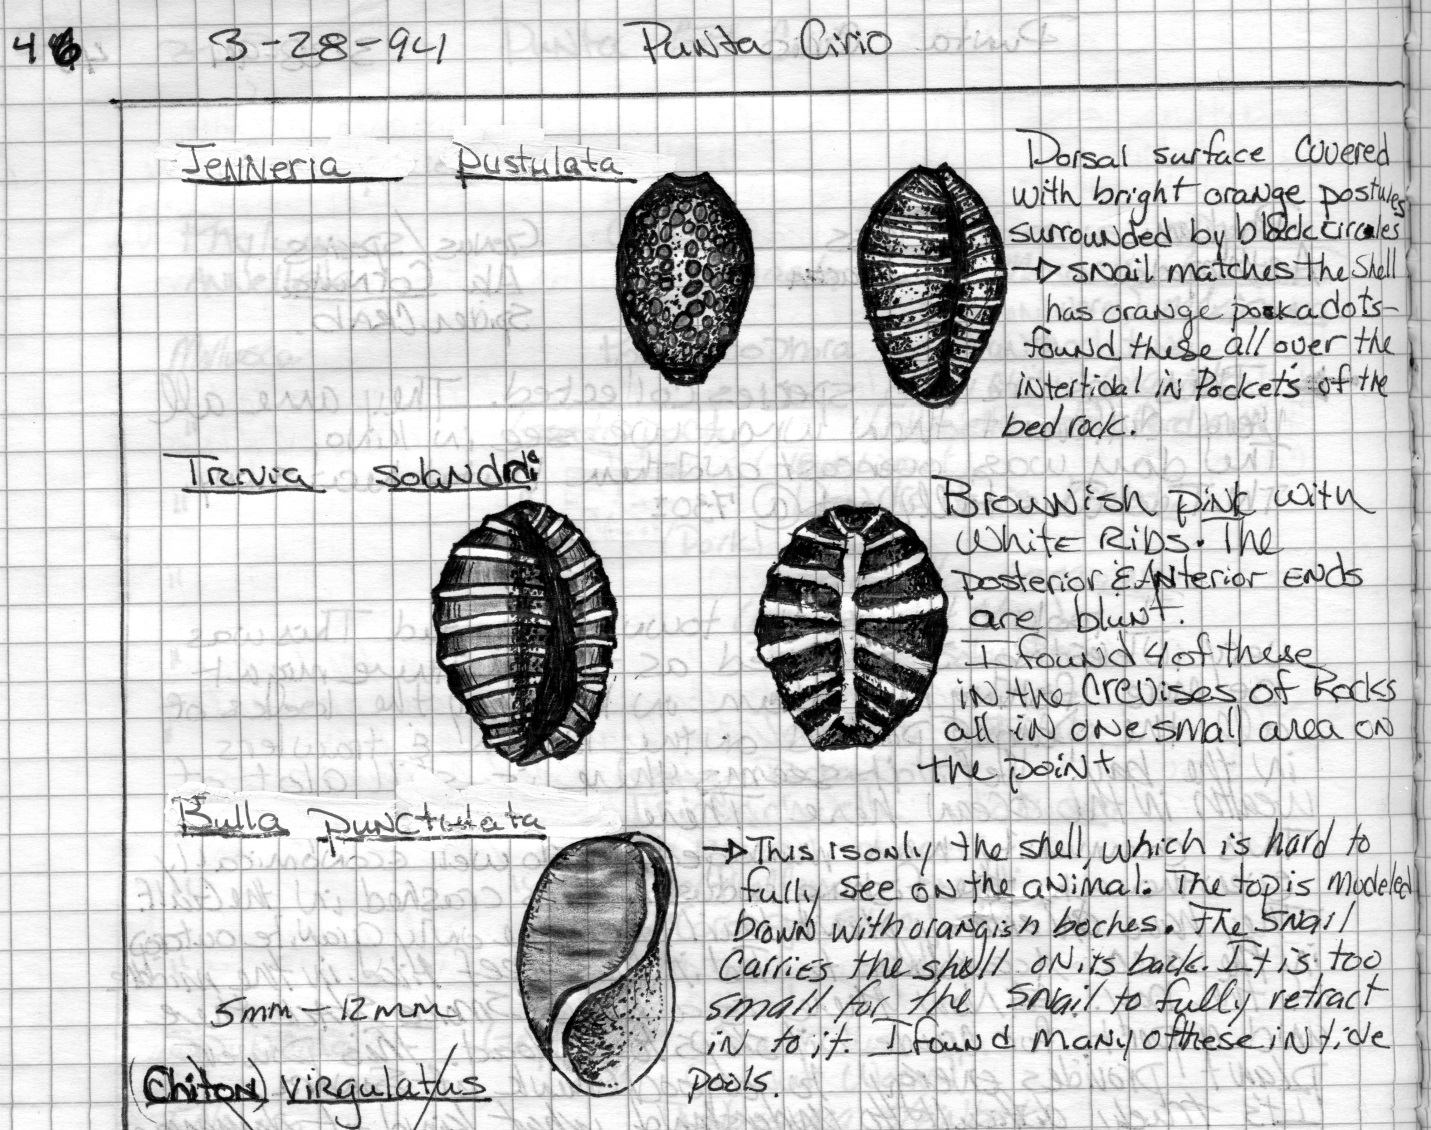 46 3-28-94 Punta Cirio
Jenneria pustulata
Dorsal surface covered
with bright orange postules
surrounded by black circles
→ snail matches the shell
has orange polkadots-
found these all over the
intertidal in Pockets of the
bed rock.
Trivia solandri
Brownish pink with
White Ribs. The
posterior & Anterior ends
are blunt.
I found 4 of these
in the crevises of Rocks
all in one small area on
the point
Bulla punctulata
→ This is only the shell, which is hard to
fully see on the animal. The top is modeled
brown with orangish boches. The snail
carries the shell on its back. It is too
small for the snail to fully retract
in to it. I found many of these in tide
pools.
5mm - 12mm
(Chiton) virgulatus